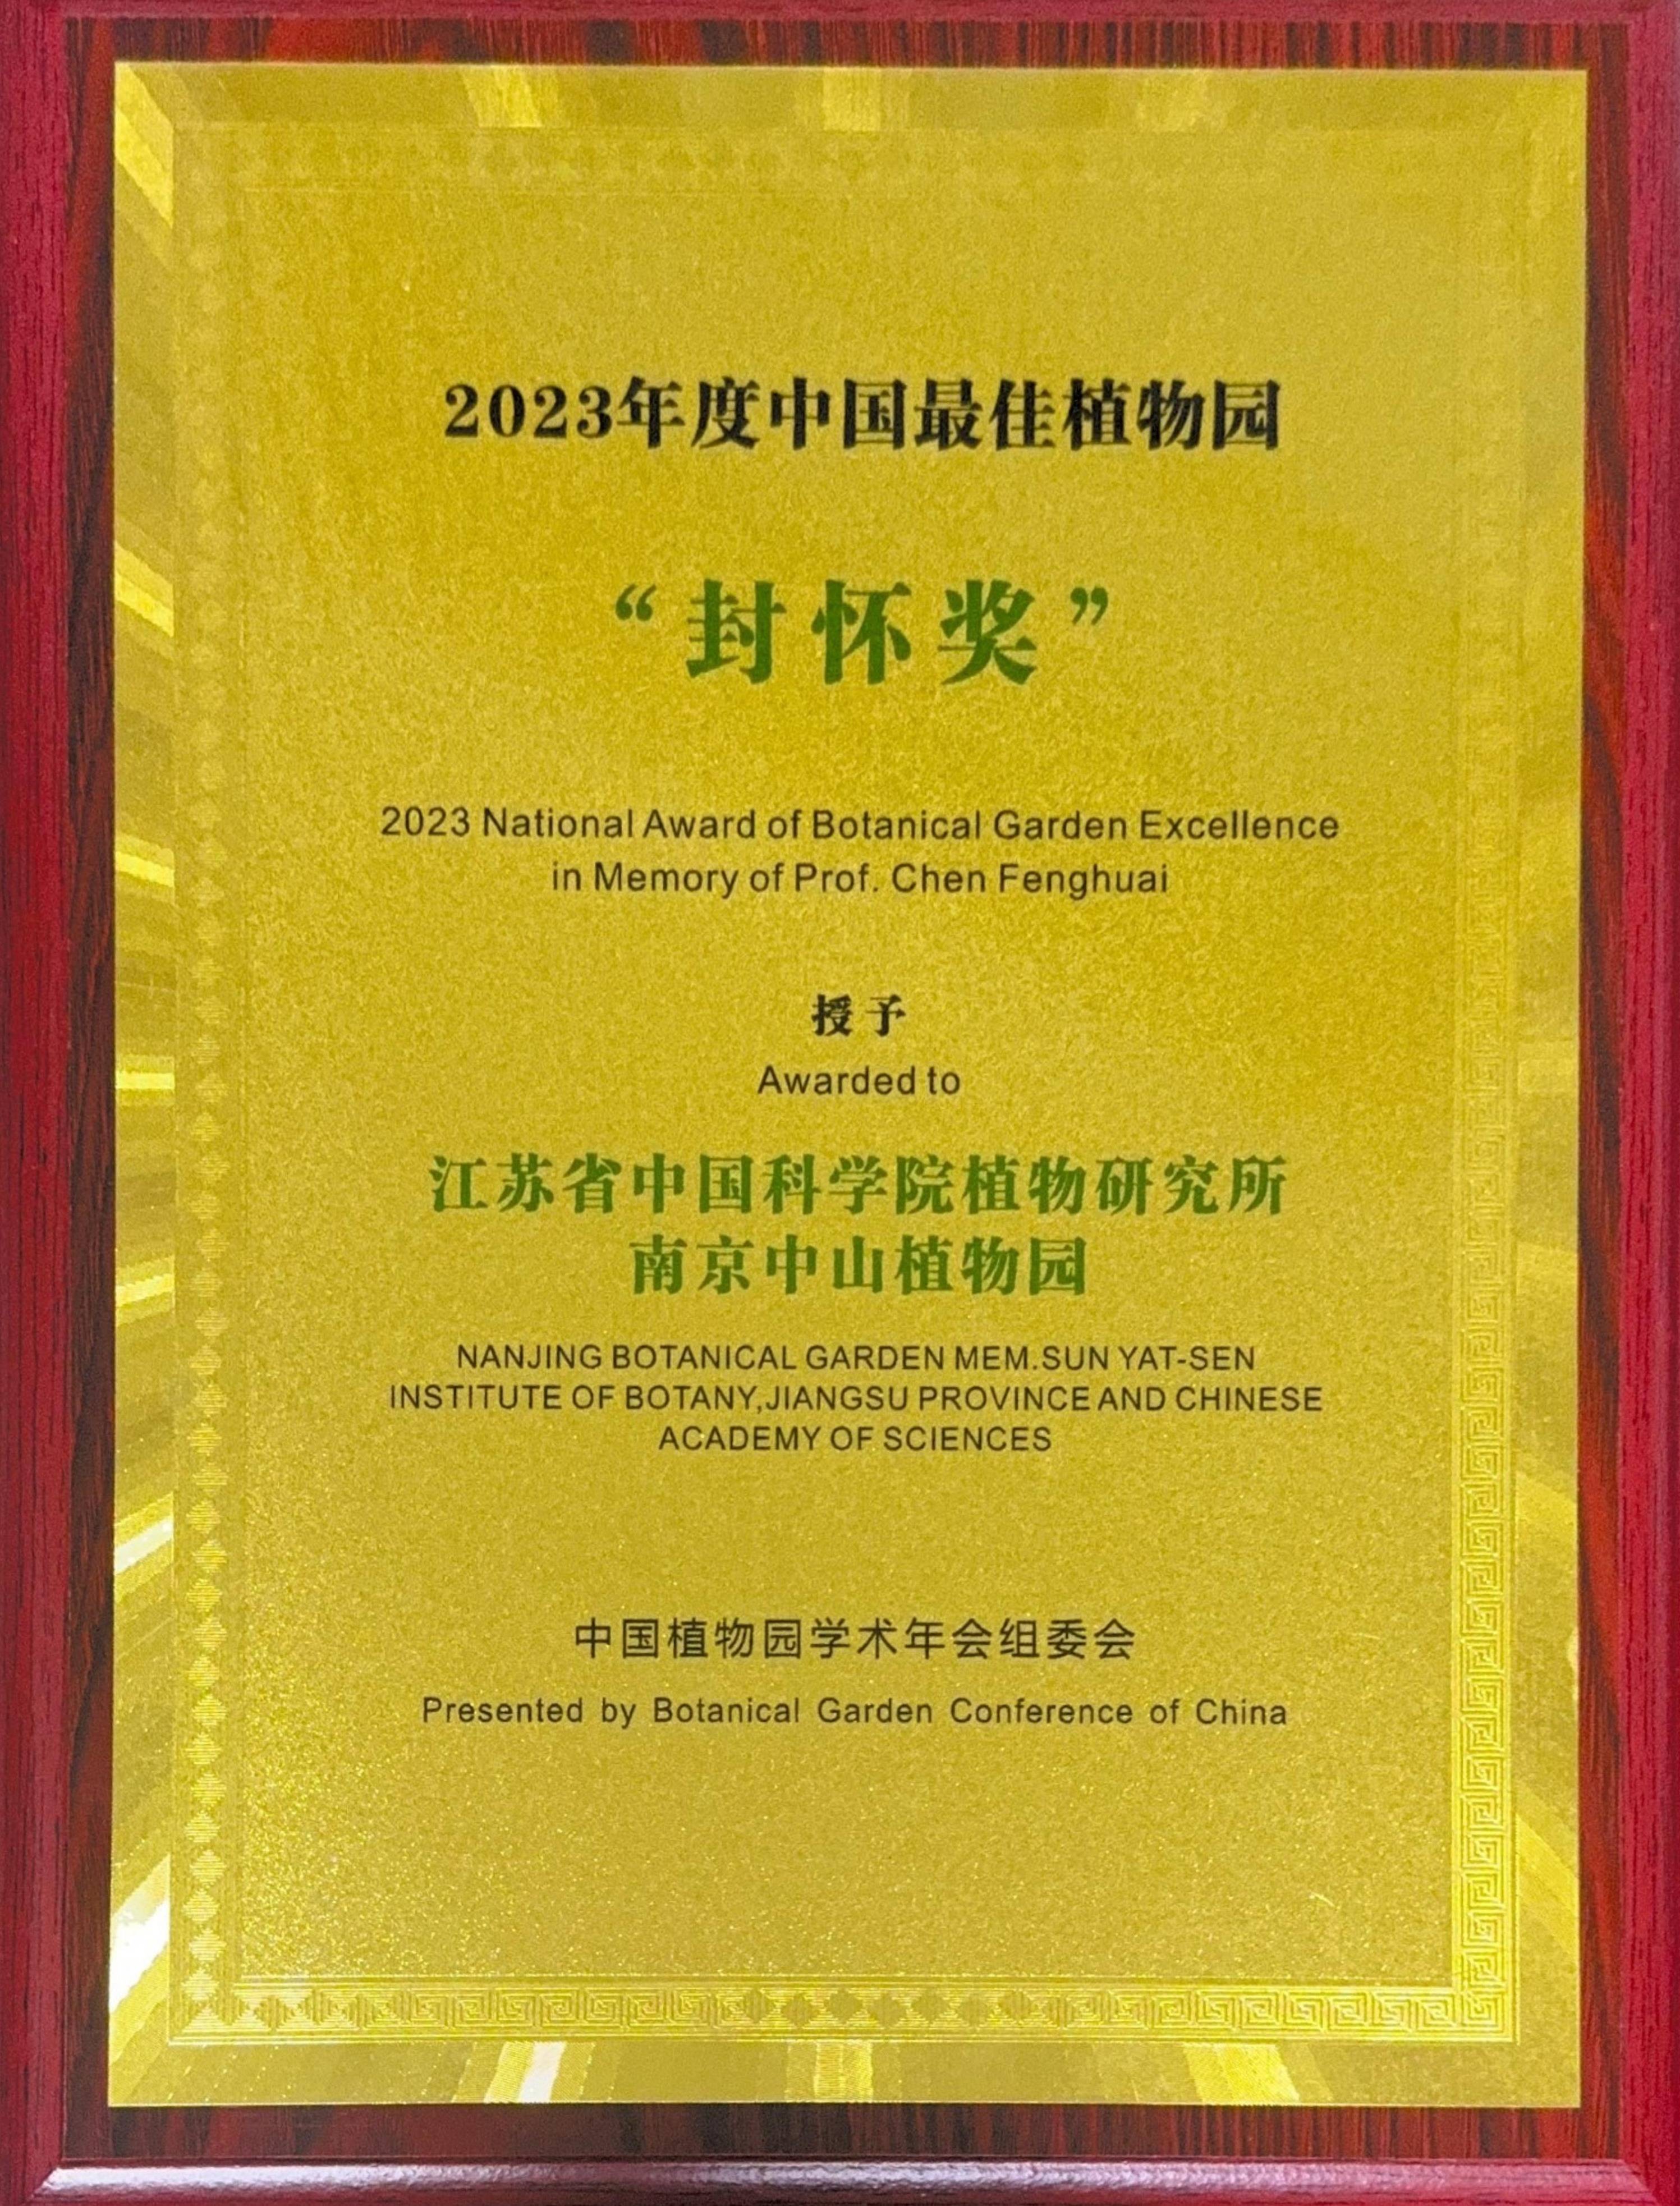 2023年度中国最佳植物园
“封怀奖”
2023 National Award of Botanical Garden Excellence
in Memory of Prof. Chen Fenghuai
授予
Awarded to
江苏省中国科学院植物研究所
南京中山植物园
NANJING BOTANICAL GARDEN MEM.SUN YAT-SEN
INSTITUTE OF BOTANY,JIANGSU PROVINCE AND CHINESE
ACADEMY OF SCIENCES
中国植物园学术年会组委会
Presented by Botanical Garden Conference of China